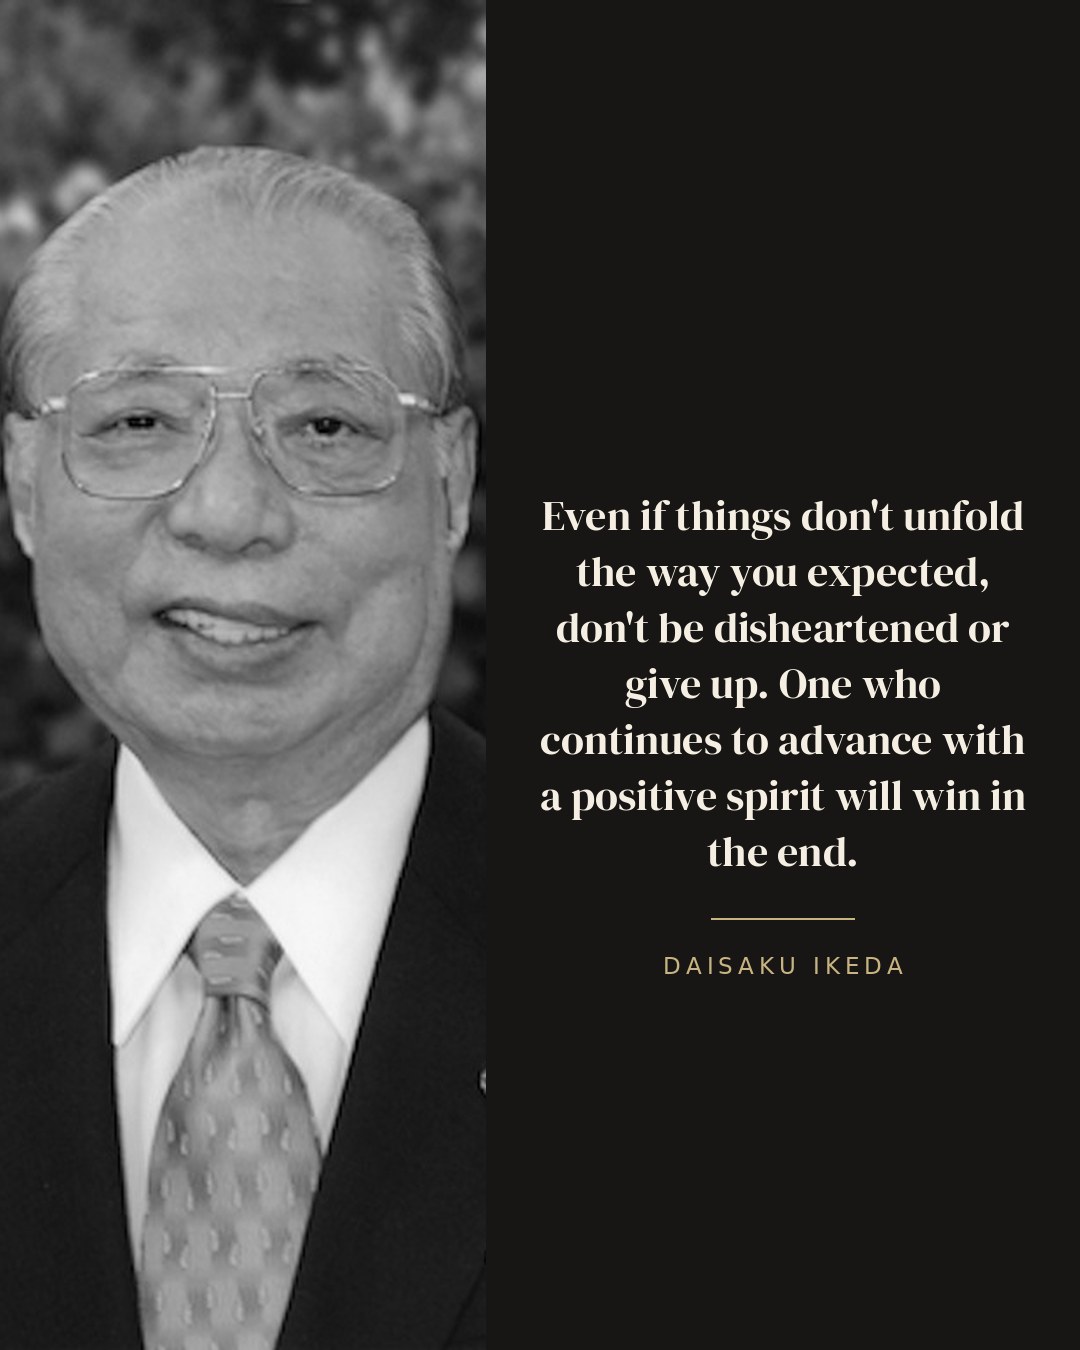 Even if things don't unfold
the way you expected,
don't be disheartened or
give up. One who
continues to advance with
a positive spirit will win in
the end.
DAISAKU IKEDA